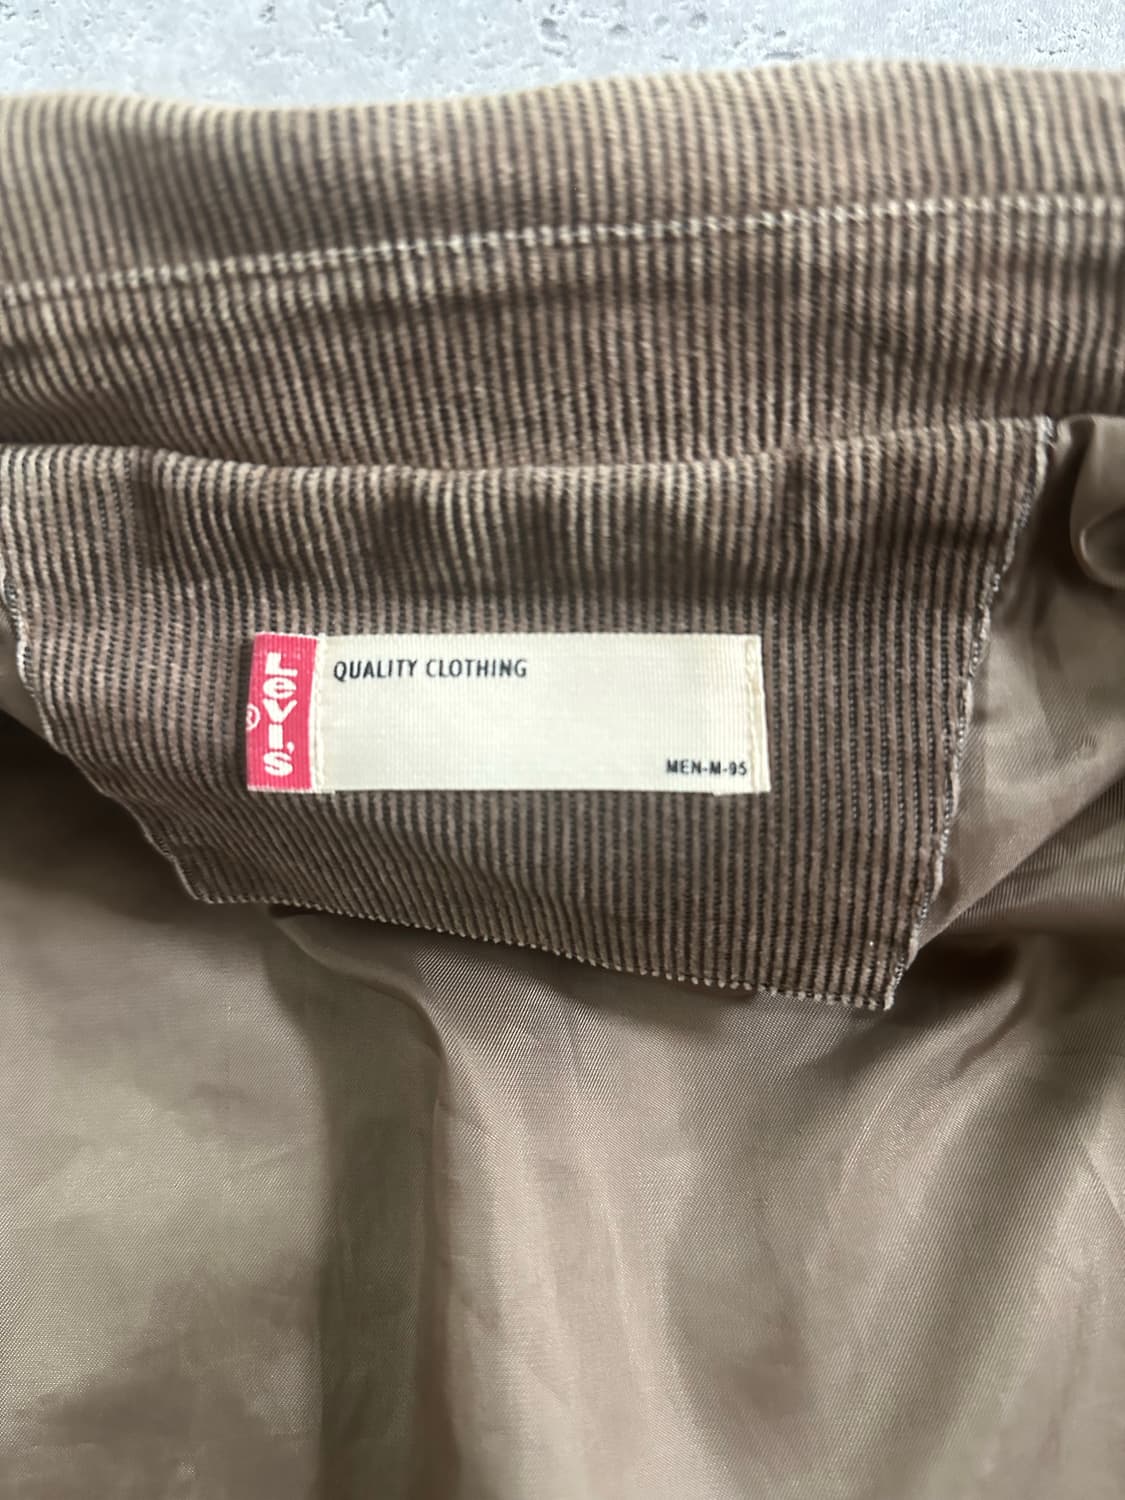 Levi's
®
QUALITY CLOTHING
MEN-M-95